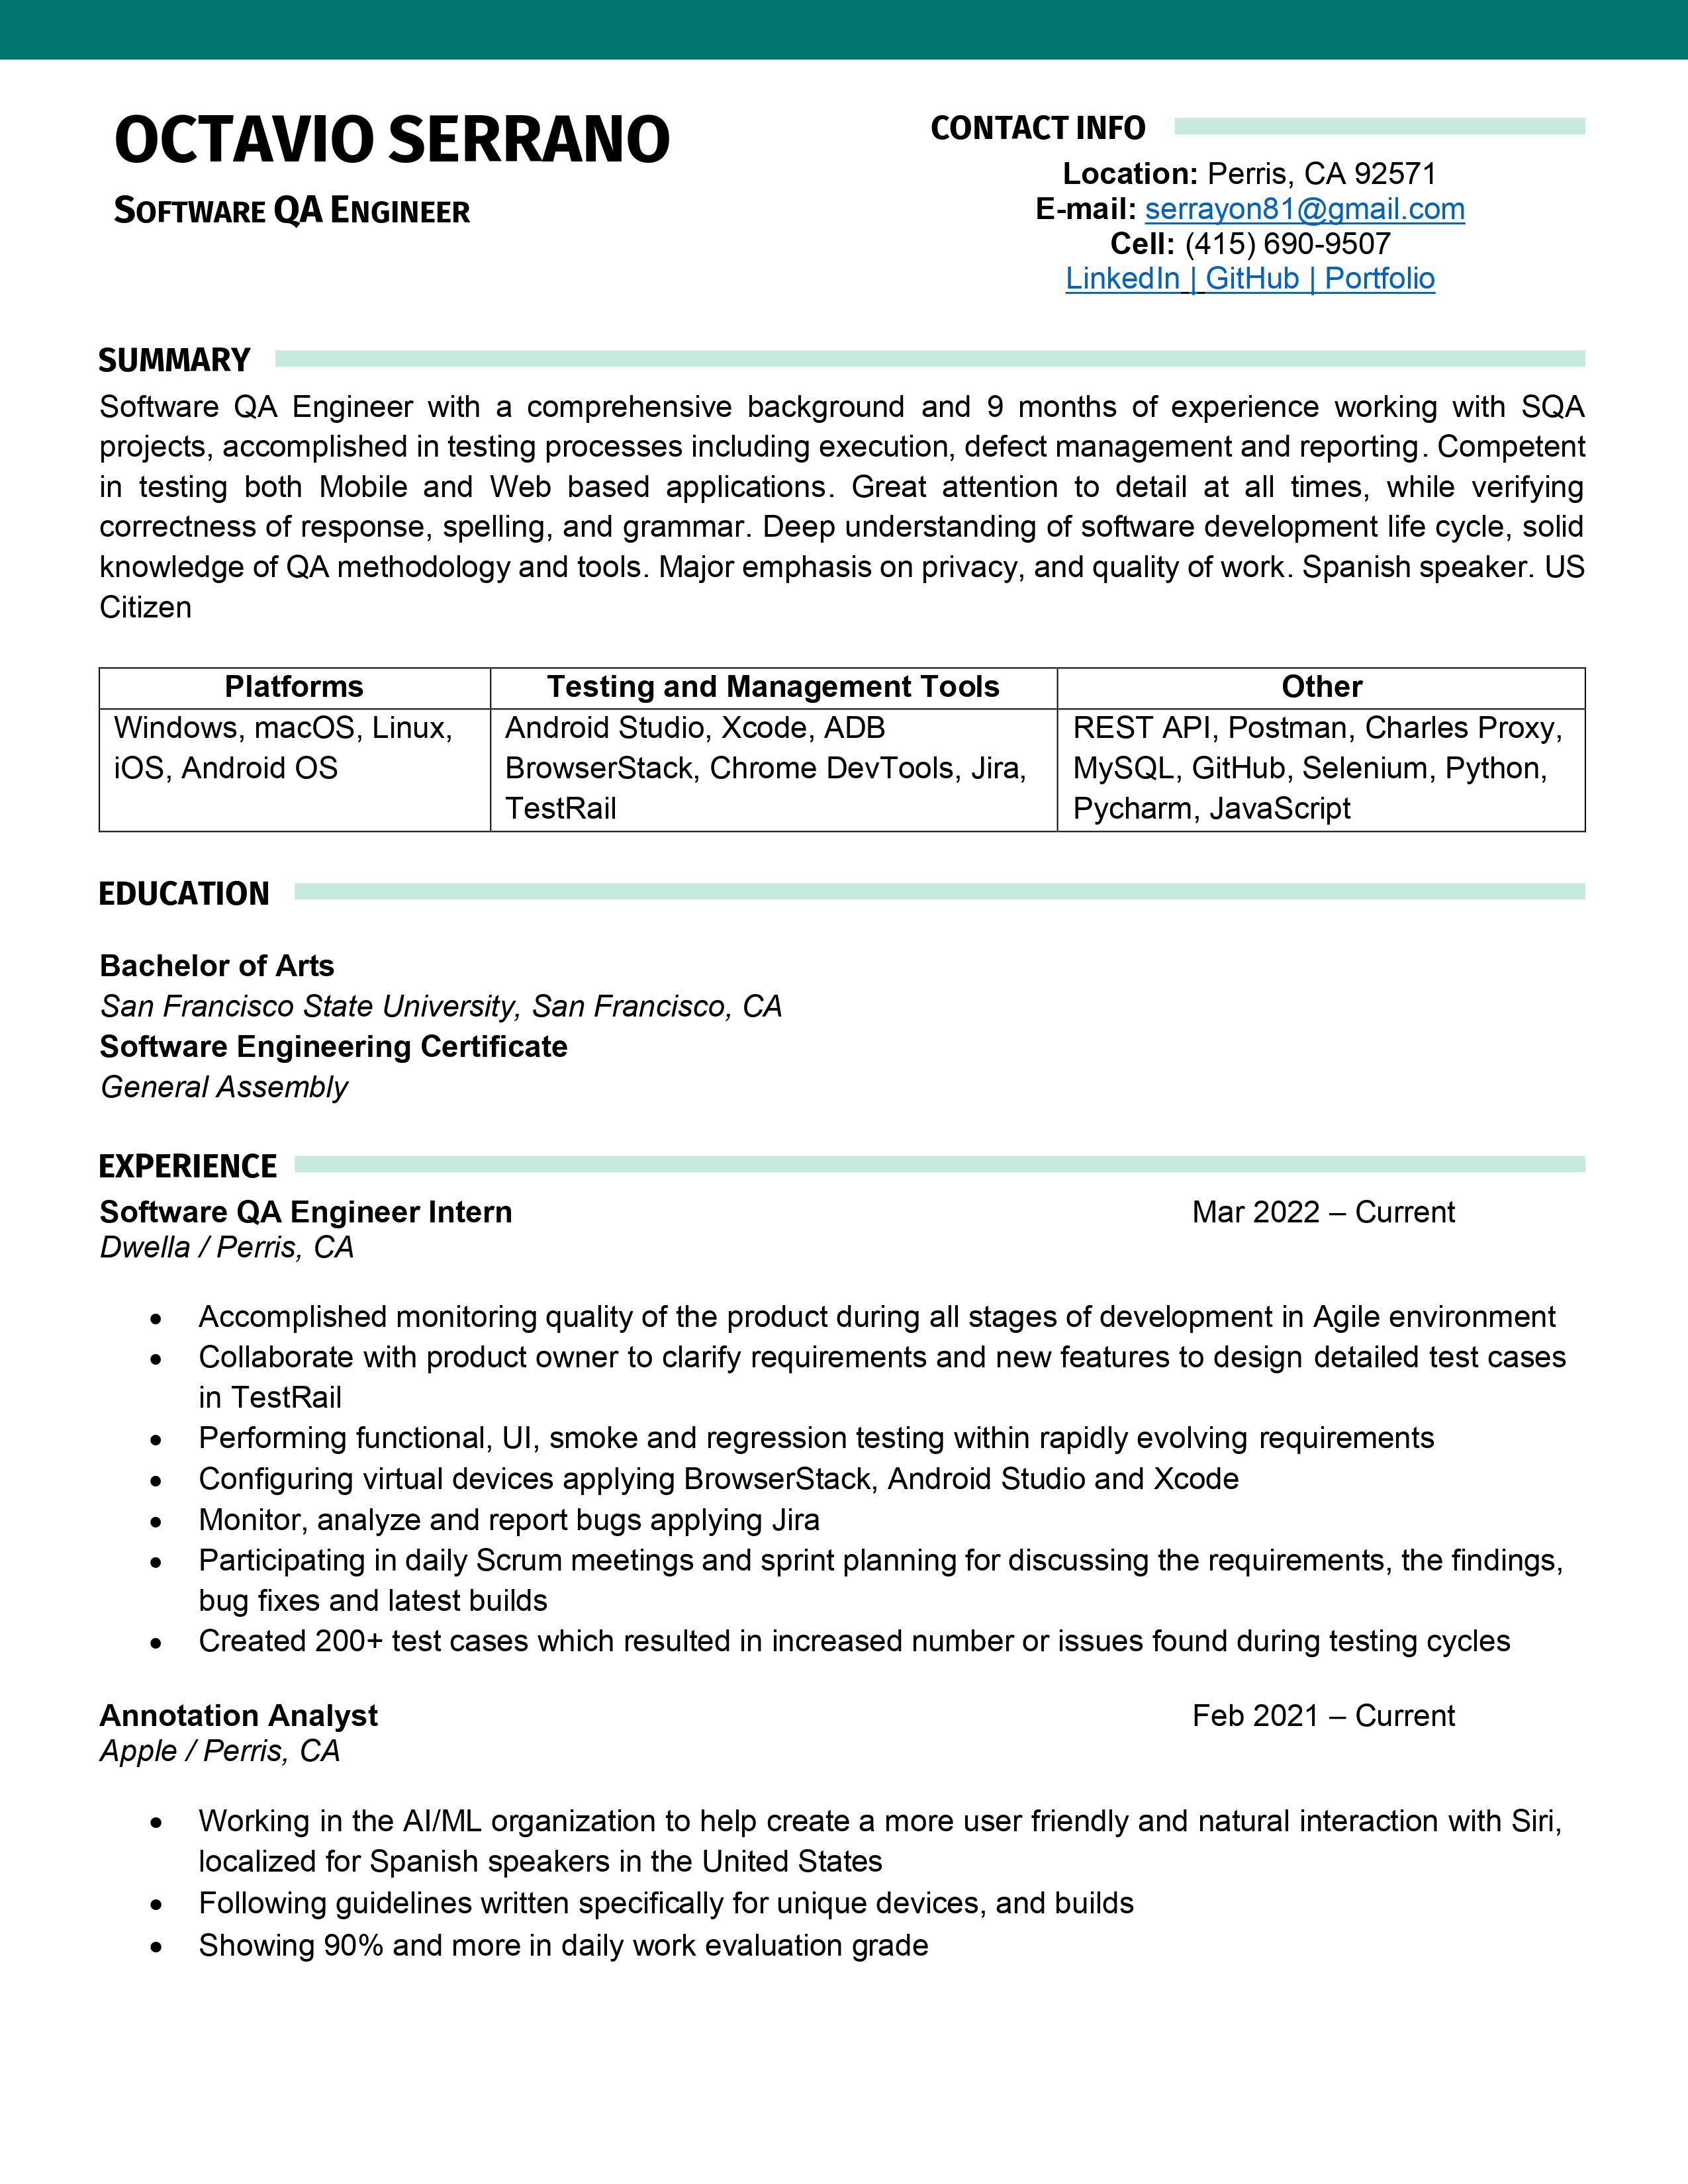 OCTAVIO SERRANO
SOFTWARE QA ENGINEER
CONTACT INFO
Location: Perris, CA 92571
E-mail: serrayon81@gmail.com
Cell: (415) 690-9507
LinkedIn | GitHub | Portfolio
SUMMARY
Software QA Engineer with a comprehensive background and 9 months of experience working with SQA
projects, accomplished in testing processes including execution, defect management and reporting. Competent
in testing both Mobile and Web based applications. Great attention to detail at all times, while verifying
correctness of response, spelling, and grammar. Deep understanding of software development life cycle, solid
knowledge of QA methodology and tools. Major emphasis on privacy, and quality of work. Spanish speaker. US
Citizen
Platforms
Windows, macOS, Linux,
iOS, Android OS
Testing and Management Tools
Android Studio, Xcode, ADB
BrowserStack, Chrome DevTools, Jira,
TestRail
Other
REST API, Postman, Charles Proxy,
MySQL, GitHub, Selenium, Python,
Pycharm, JavaScript
EDUCATION
Bachelor of Arts
San Francisco State University, San Francisco, CA
Software Engineering Certificate
General Assembly
EXPERIENCE
Software QA Engineer Intern Mar 2022 – Current
Dwella / Perris, CA
• Accomplished monitoring quality of the product during all stages of development in Agile environment
• Collaborate with product owner to clarify requirements and new features to design detailed test cases
in TestRail
• Performing functional, UI, smoke and regression testing within rapidly evolving requirements
• Configuring virtual devices applying BrowserStack, Android Studio and Xcode
• Monitor, analyze and report bugs applying Jira
• Participating in daily Scrum meetings and sprint planning for discussing the requirements, the findings,
bug fixes and latest builds
• Created 200+ test cases which resulted in increased number or issues found during testing cycles
Annotation Analyst Feb 2021 – Current
Apple / Perris, CA
• Working in the AI/ML organization to help create a more user friendly and natural interaction with Siri,
localized for Spanish speakers in the United States
• Following guidelines written specifically for unique devices, and builds
• Showing 90% and more in daily work evaluation grade